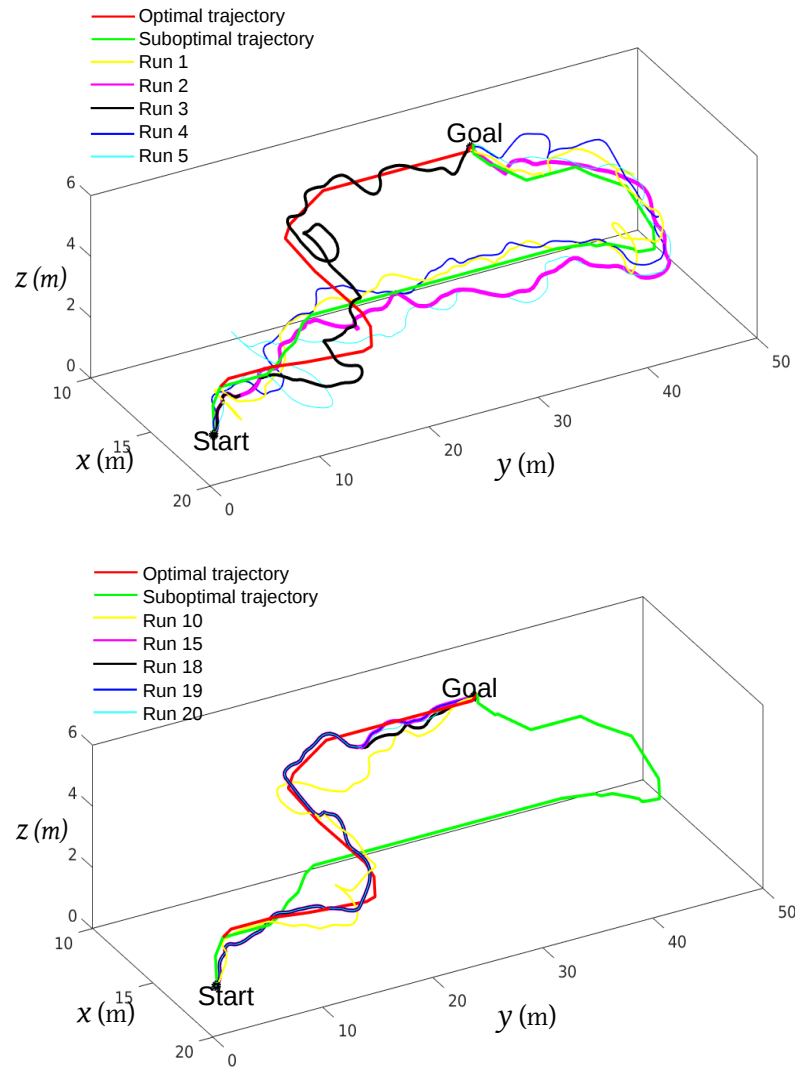 Optimal trajectory
Suboptimal trajectory
Run 1
Run 2
Run 3
Run 4
Run 5
Goal
6
4
z (m)
2
0
10
50
40
Start
15
x (m)
30
y (m)
20
10
20
0
Optimal trajectory
Suboptimal trajectory
Run 10
Run 15
Run 18
Run 19
Run 20
Goal
6
4
z (m)
2
0
10
50
40
Start
15
x (m)
30
y (m)
20
10
20
0